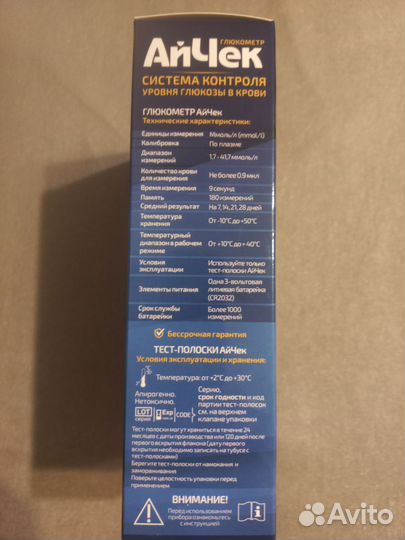 ГЛЮКОМЕТР
АйЧек
СИСТЕМА КОНТРОЛЯ
УРОВНЯ ГЛЮКОЗЫ В КРОВИ
ГЛЮКОМЕТР АйЧек
Технические характеристики:
Единицы измерения Ммоль/л (mmol/l)
Калибровка По плазме
Диапазон измерений 1,7 - 41,7 ммоль/л
Количество крови для измерения Не более 0,9 мкл
Время измерения 9 секунд
Память 180 измерений
Средний результат На 7, 14, 21, 28 дней
Температура хранения От -10°C до +50°C
Температурный диапазон в рабочем режиме От +10°C до + 40°C
Условия эксплуатации Используйте только тест-полоски АйЧек
Элементы питания Одна 3-вольтовая литиевая батарейка (CR2032)
Срок службы батарейки Более 1000 измерений
Бессрочная гарантия
ТЕСТ-ПОЛОСКИ АйЧек
Условия эксплуатации и хранения:
Температура: от +2°C до +30°C
Апирогенно.
Нетоксично.
LOT серия Exp CODE
Серию,
срок годности и код
партии тест-полосок
см. на верхнем
клапане упаковки
Тест-полоски могут храниться в течение 24
месяцев с даты производства или 120 дней после
первого вскрытия флакона (дату первого
вскрытия необходимо записать на тубусе с
тест-полосками)
Берегите тест-полоски от намокания и
замораживания
Проверьте целостность упаковки перед
применением
ВНИМАНИЕ!
Перед использованием
прибора ознакомьтесь
с инструкцией
Avito